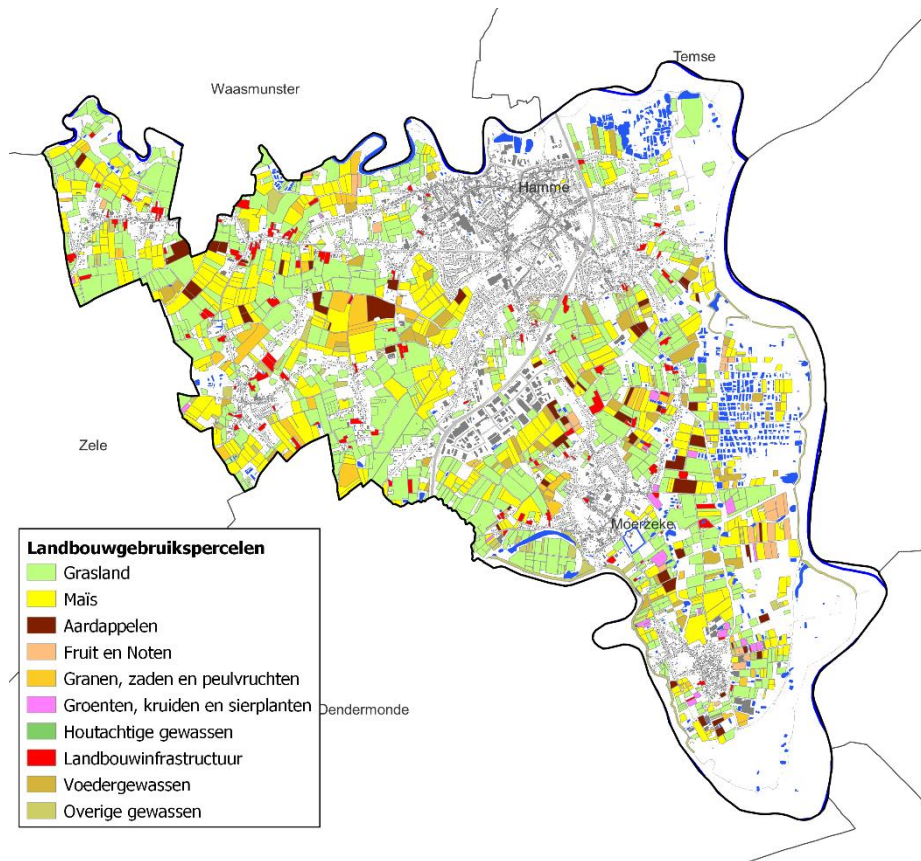 Temse
Waasmunster
Hamme
Zele
Moerzeke
Dendermonde
Landbouwgebruikspercelen
Grasland
Maïs
Aardappelen
Fruit en Noten
Granen, zaden en peulvruchten
Groenten, kruiden en sierplanten
Houtachtige gewassen
Landbouwinfrastructuur
Voedergewassen
Overige gewassen